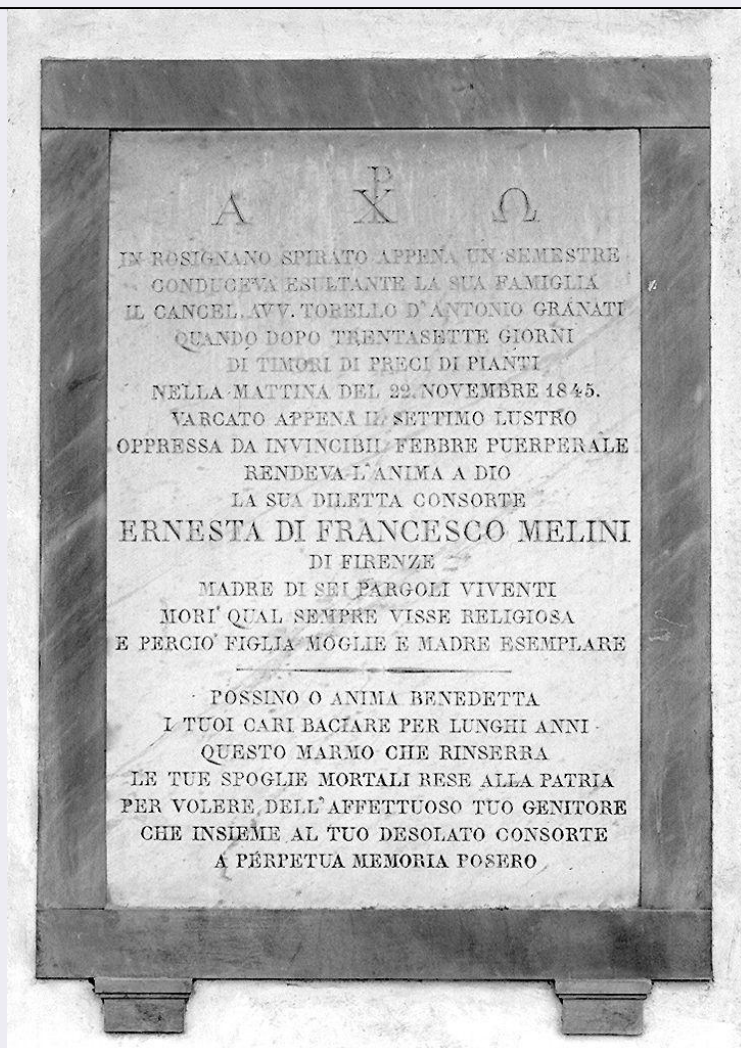 Α ☧ Ω
IN ROSIGNANO SPIRATO APPENA UN SEMESTRE
CONDUCEVA ESULTANTE LA SUA FAMIGLIA
IL CANCEL. AVV. TORELLO D'ANTONIO GRANATI
QUANDO DOPO TRENTASETTE GIORNI
DI TIMORI DI PRECI DI PIANTI
NELLA MATTINA DEL 22. NOVEMBRE 1845.
VARCATO APPENA IL SETTIMO LUSTRO
OPPRESSA DA INVINCIBIL FEBBRE PUERPERALE
RENDEVA L'ANIMA A DIO
LA SUA DILETTA CONSORTE
ERNESTA DI FRANCESCO MELINI
DI FIRENZE
MADRE DI SEI PARGOLI VIVENTI
MORI' QUAL SEMPRE VISSE RELIGIOSA
E PERCIO' FIGLIA MOGLIE E MADRE ESEMPLARE
POSSINO O ANIMA BENEDETTA
I TUOI CARI BACIARE PER LUNGHI ANNI
QUESTO MARMO CHE RINSERRA
LE TUE SPOGLIE MORTALI RESE ALLA PATRIA
PER VOLERE DELL'AFFETTUOSO TUO GENITORE
CHE INSIEME AL TUO DESOLATO CONSORTE
A PERPETUA MEMORIA POSERO